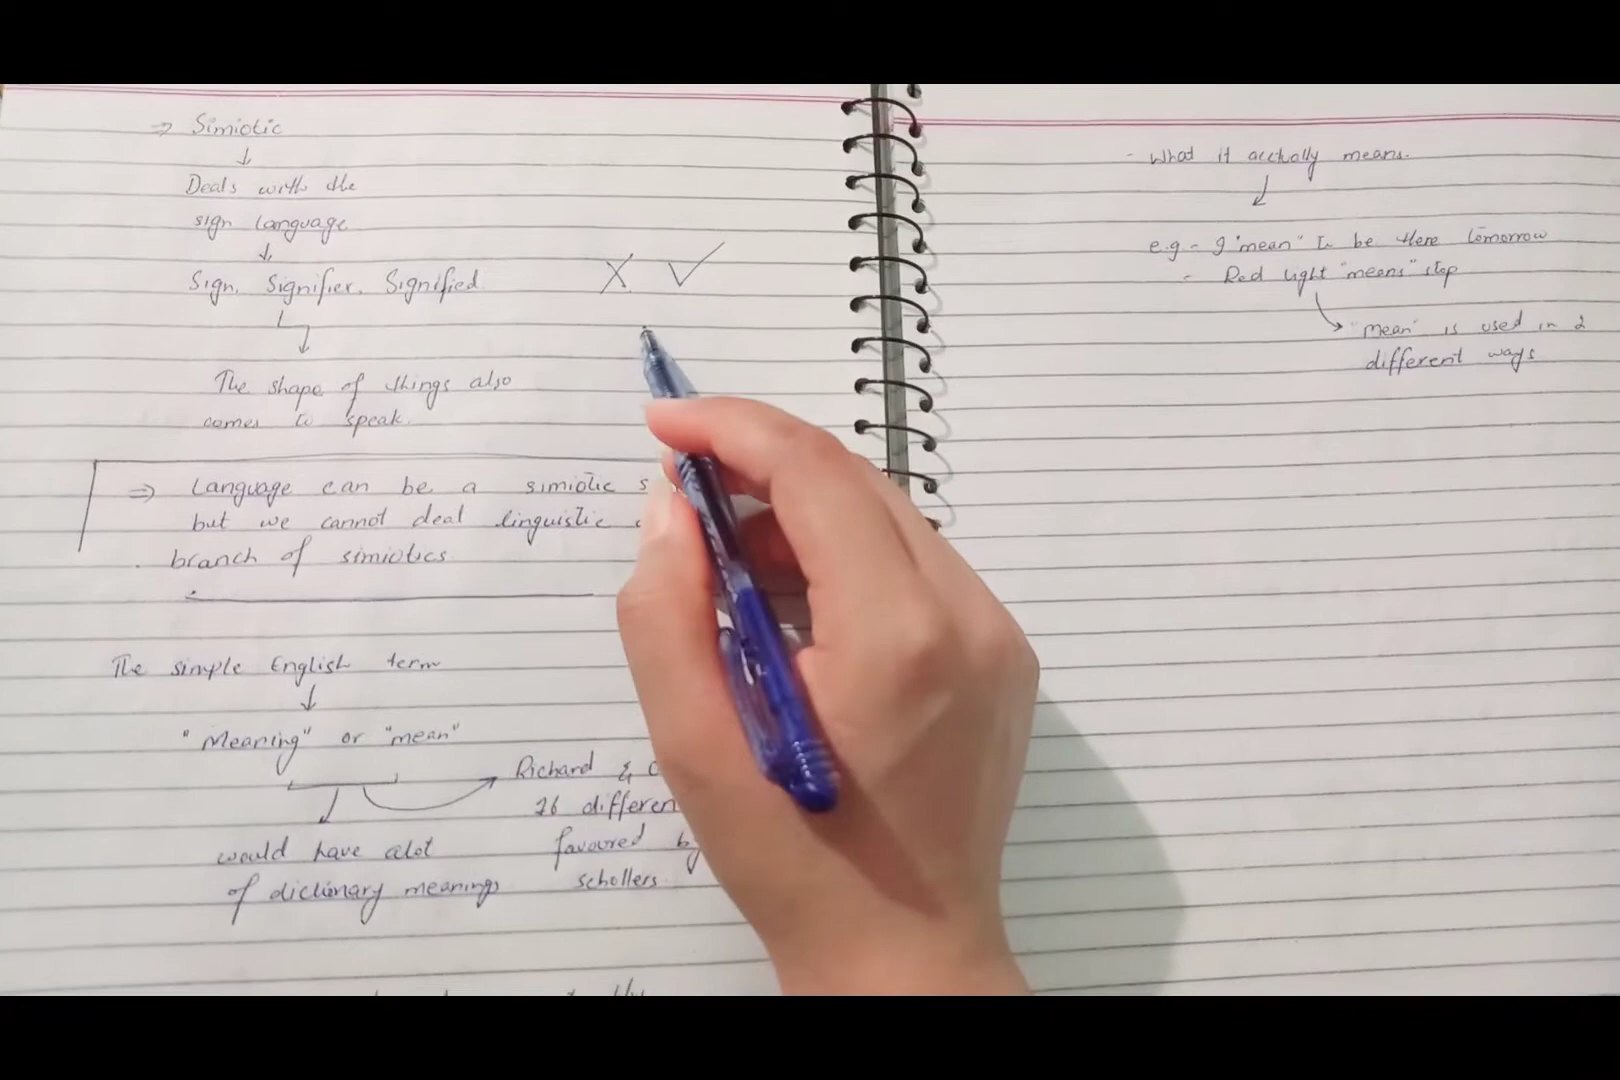 ⇒ Simiotic
↓
Deals with the
sign language
↓
Sign, Signifier, Signified
X ✓
↓
The shape of things also
comes to speak.
⇒ Language can be a simiotic s
but we cannot deal linguistic
branch of simiotics
The simple English term
↓
"Meaning" or "mean"
Richard &
16 differen
favoured by
schollers
would have alot
of dictionary meanings
- What it acctually means.
↓
e.g - I "mean" to be there tomorrow
- Red light "means" stop
"mean" is used in 2
different ways